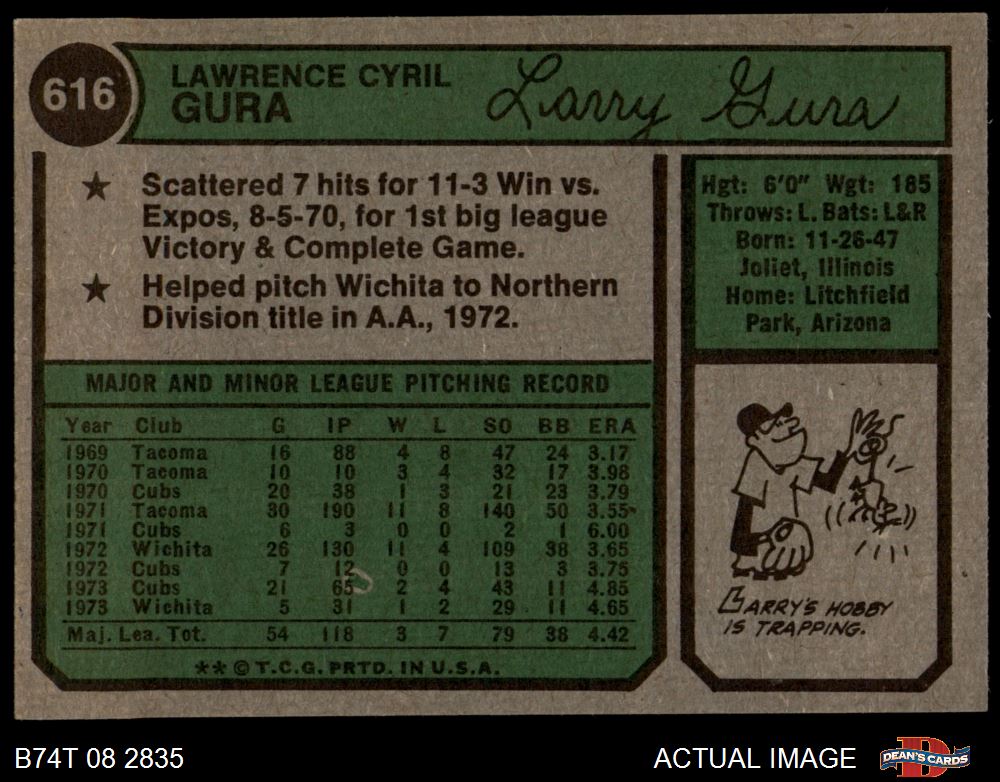 616
LAWRENCE CYRIL
GURA
Larry Gura
★ Scattered 7 hits for 11-3 Win vs.
Expos, 8-5-70, for 1st big league
Victory & Complete Game.
★ Helped pitch Wichita to Northern
Division title in A.A., 1972.
Hgt: 6'0" Wgt: 185
Throws: L. Bats: L&R
Born: 11-26-47
Joliet, Illinois
Home: Litchfield
Park, Arizona
MAJOR AND MINOR LEAGUE PITCHING RECORD
Year Club G IP W L SO BB ERA
1969 Tacoma 16 88 4 8 47 24 3.17
1970 Tacoma 10 10 3 4 32 17 3.98
1970 Cubs 20 38 1 3 21 23 3.79
1971 Tacoma 30 190 11 8 140 50 3.55
1971 Cubs 6 3 0 0 2 1 6.00
1972 Wichita 26 130 11 4 109 38 3.65
1972 Cubs 7 12 0 0 13 3 3.75
1973 Cubs 21 65 2 4 43 11 4.85
1973 Wichita 5 31 1 2 29 11 4.65
Maj. Lea. Tot. 54 118 3 7 79 38 4.42
** © T.C.G. PRTD. IN U.S.A.
BARRY'S HOBBY
IS TRAPPING.
B74T 08 2835
ACTUAL IMAGE
D
DEAN'S CARDS